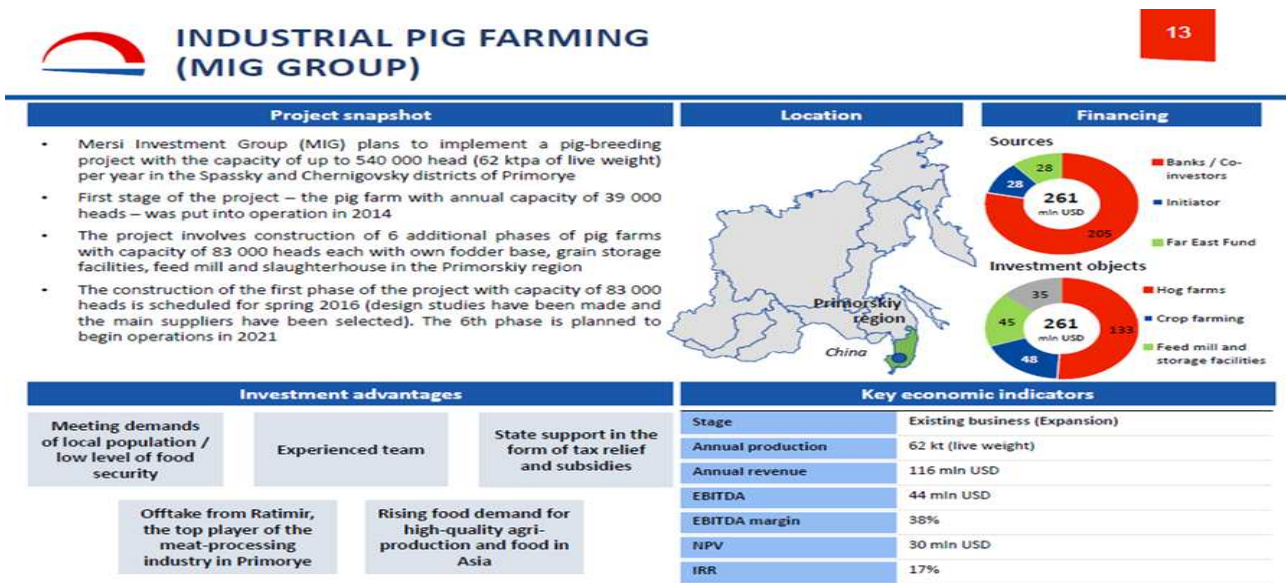 INDUSTRIAL PIG FARMING
(MIG GROUP)
13
Project snapshot
• Mersi Investment Group (MIG) plans to implement a pig-breeding
project with the capacity of up to 540 000 head (62 ktpa of live weight)
per year in the Spassky and Chernigovsky districts of Primorye
• First stage of the project – the pig farm with annual capacity of 39 000
heads – was put into operation in 2014
• The project involves construction of 6 additional phases of pig farms
with capacity of 83 000 heads each with own fodder base, grain storage
facilities, feed mill and slaughterhouse in the Primorskiy region
• The construction of the first phase of the project with capacity of 83 000
heads is scheduled for spring 2016 (design studies have been made and
the main suppliers have been selected). The 6th phase is planned to
begin operations in 2021
Location
Primorskiy
region
China
Financing
Sources
28
28
261
mln USD
205
Banks / Co-
investors
Initiator
Far East Fund
Investment objects
35
45
261
mln USD
133
48
Hog farms
Crop farming
Feed mill and
storage facilities
Investment advantages
Meeting demands
of local population /
low level of food
security
Experienced team
State support in the
form of tax relief
and subsidies
Offtake from Ratimir,
the top player of the
meat-processing
industry in Primorye
Rising food demand for
high-quality agri-
production and food in
Asia
Key economic indicators
Stage Existing business (Expansion)
Annual production 62 kt (live weight)
Annual revenue 116 mln USD
EBITDA 44 mln USD
EBITDA margin 38%
NPV 30 mln USD
IRR 17%